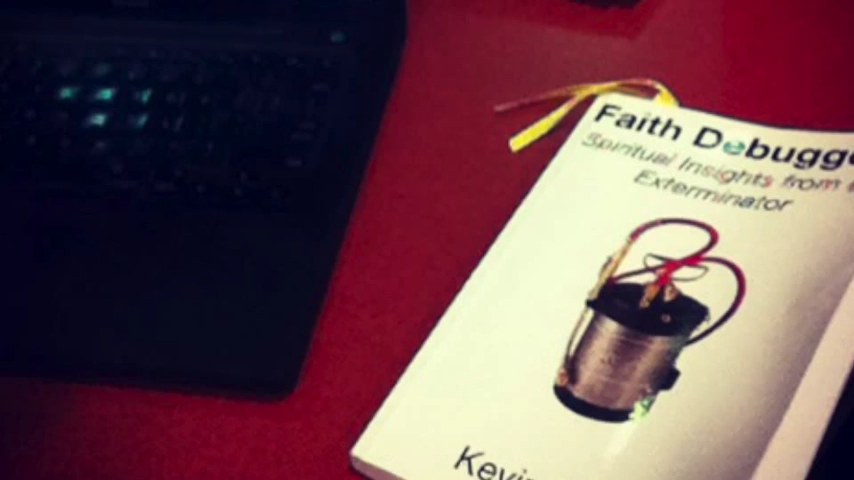 Faith Debugg
Spiritual Insights from
Exterminator
Kevi